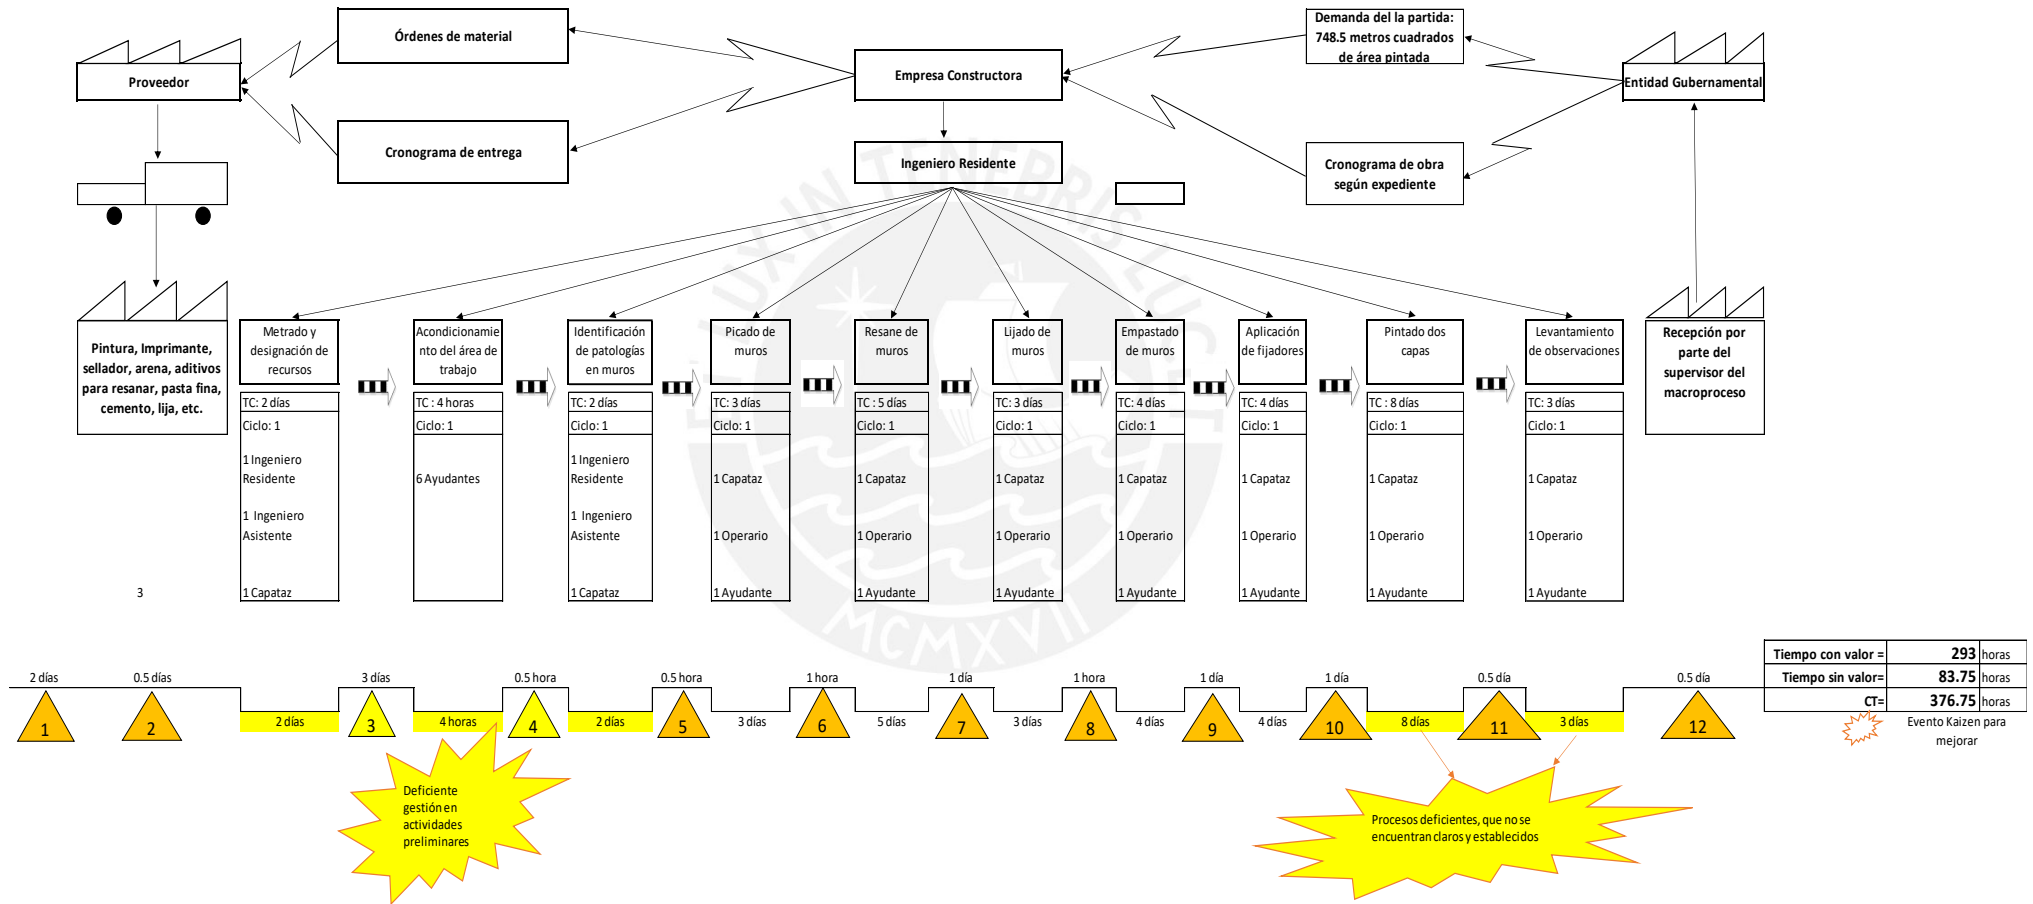 Órdenes de material
Demanda del la partida:
748.5 metros cuadrados
de área pintada
Proveedor
Empresa Constructora
Entidad Gubernamental
Cronograma de entrega
Ingeniero Residente
Cronograma de obra
según expediente
ET LUX IN TENEBRIS LUCET
MCMXVII
Pintura, Imprimante,
sellador, arena, aditivos
para resanar, pasta fina,
cemento, lija, etc.
Metrado y
designación de
recursos
TC: 2 días
Ciclo: 1
1 Ingeniero
Residente
1 Ingeniero
Asistente
1 Capataz
Acondicionamie
nto del área de
trabajo
TC : 4 horas
Ciclo: 1
6 Ayudantes
Identificación
de patologías
en muros
TC: 2 días
Ciclo: 1
1 Ingeniero
Residente
1 Ingeniero
Asistente
1 Capataz
Picado de
muros
TC: 3 días
Ciclo: 1
1 Capataz
1 Operario
1 Ayudante
Resane de
muros
TC : 5 días
Ciclo: 1
1 Capataz
1 Operario
1 Ayudante
Lijado de
muros
TC: 3 días
Ciclo: 1
1 Capataz
1 Operario
1 Ayudante
Empastado
de muros
TC: 4 días
Ciclo: 1
1 Capataz
1 Operario
1 Ayudante
Aplicación
de fijadores
TC: 4 días
Ciclo: 1
1 Capataz
1 Operario
1 Ayudante
Pintado dos
capas
TC : 8 días
Ciclo: 1
1 Capataz
1 Operario
1 Ayudante
Levantamiento
de observaciones
TC: 3 días
Ciclo: 1
1 Capataz
1 Operario
1 Ayudante
Recepción por
parte del
supervisor del
macroproceso
3
2 días
0.5 días
3 días
0.5 hora
0.5 hora
1 hora
1 día
1 hora
1 día
1 día
0.5 día
0.5 día
1
2
2 días
3
4 horas
4
2 días
5
3 días
6
5 días
7
3 días
8
4 días
9
4 días
10
8 días
11
3 días
12
Tiempo con valor = 293 horas
Tiempo sin valor= 83.75 horas
CT= 376.75 horas
Evento Kaizen para
mejorar
Deficiente
gestión en
actividades
preliminares
Procesos deficientes, que no se
encuentran claros y establecidos